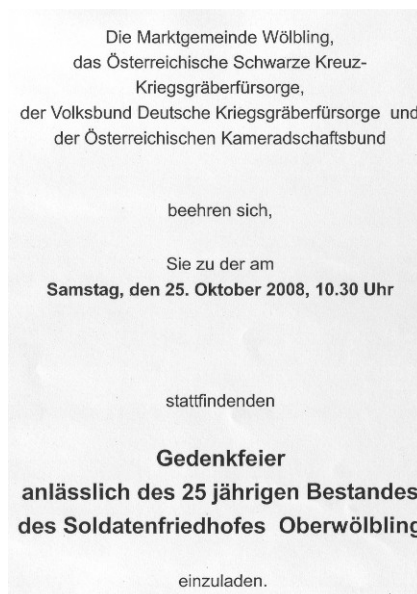 Die Marktgemeinde Wölbling,
das Österreichische Schwarze Kreuz-
Kriegsgräberfürsorge,
der Volksbund Deutsche Kriegsgräberfürsorge und
der Österreichischen Kameradschaftsbund
beehren sich,
Sie zu der am
Samstag, den 25. Oktober 2008, 10.30 Uhr
stattfindenden
Gedenkfeier
anlässlich des 25 jährigen Bestandes
des Soldatenfriedhofes Oberwölbling
einzuladen.